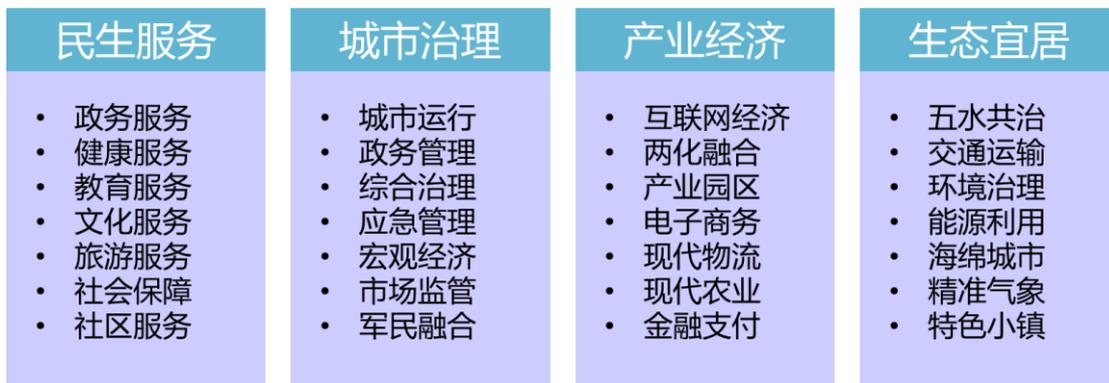 民生服务
• 政务服务
• 健康服务
• 教育服务
• 文化服务
• 旅游服务
• 社会保障
• 社区服务
城市治理
• 城市运行
• 政务管理
• 综合治理
• 应急管理
• 宏观经济
• 市场监管
• 军民融合
产业经济
• 互联网经济
• 两化融合
• 产业园区
• 电子商务
• 现代物流
• 现代农业
• 金融支付
生态宜居
• 五水共治
• 交通运输
• 环境治理
• 能源利用
• 海绵城市
• 精准气象
• 特色小镇